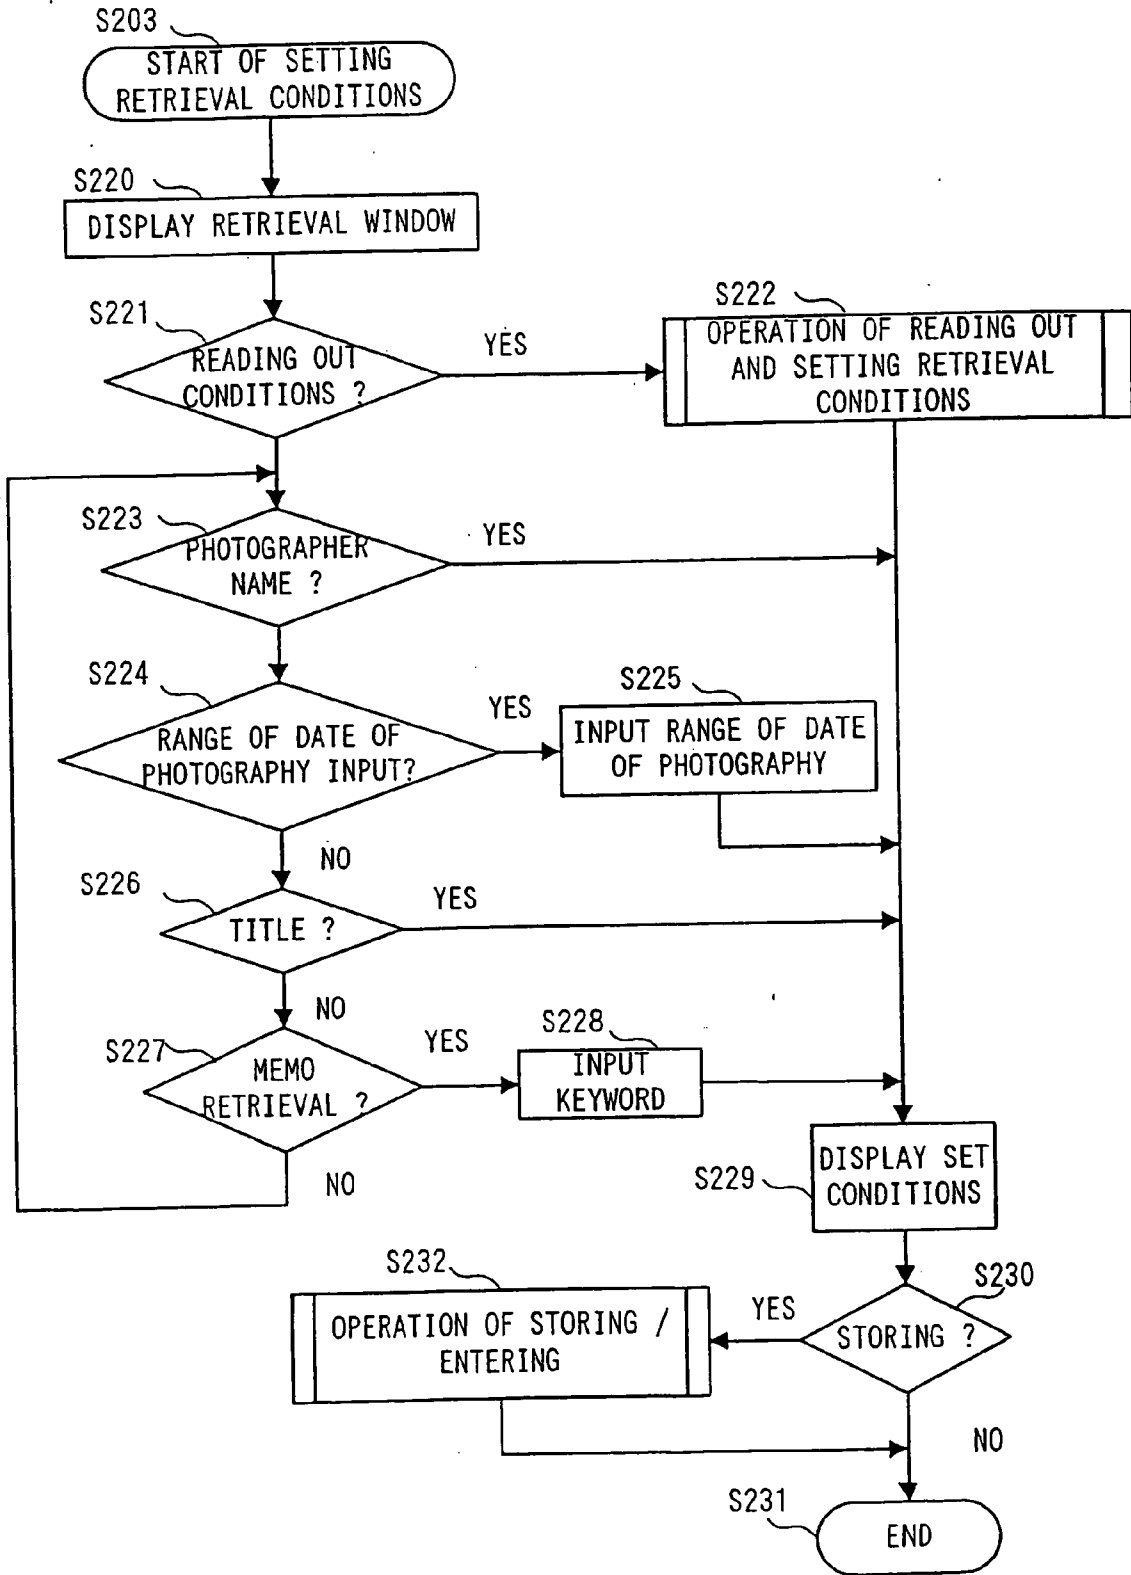 S203
START OF SETTING
RETRIEVAL CONDITIONS
S220
DISPLAY RETRIEVAL WINDOW
S221
READING OUT
CONDITIONS ?
YES
S222
OPERATION OF READING OUT
AND SETTING RETRIEVAL
CONDITIONS
S223
PHOTOGRAPHER
NAME ?
YES
S224
RANGE OF DATE OF
PHOTOGRAPHY INPUT?
YES
S225
INPUT RANGE OF DATE
OF PHOTOGRAPHY
NO
S226
TITLE ?
YES
NO
S227
MEMO
RETRIEVAL ?
YES
S228
INPUT
KEYWORD
NO
S229
DISPLAY SET
CONDITIONS
S230
STORING ?
YES
S232
OPERATION OF STORING /
ENTERING
NO
S231
END